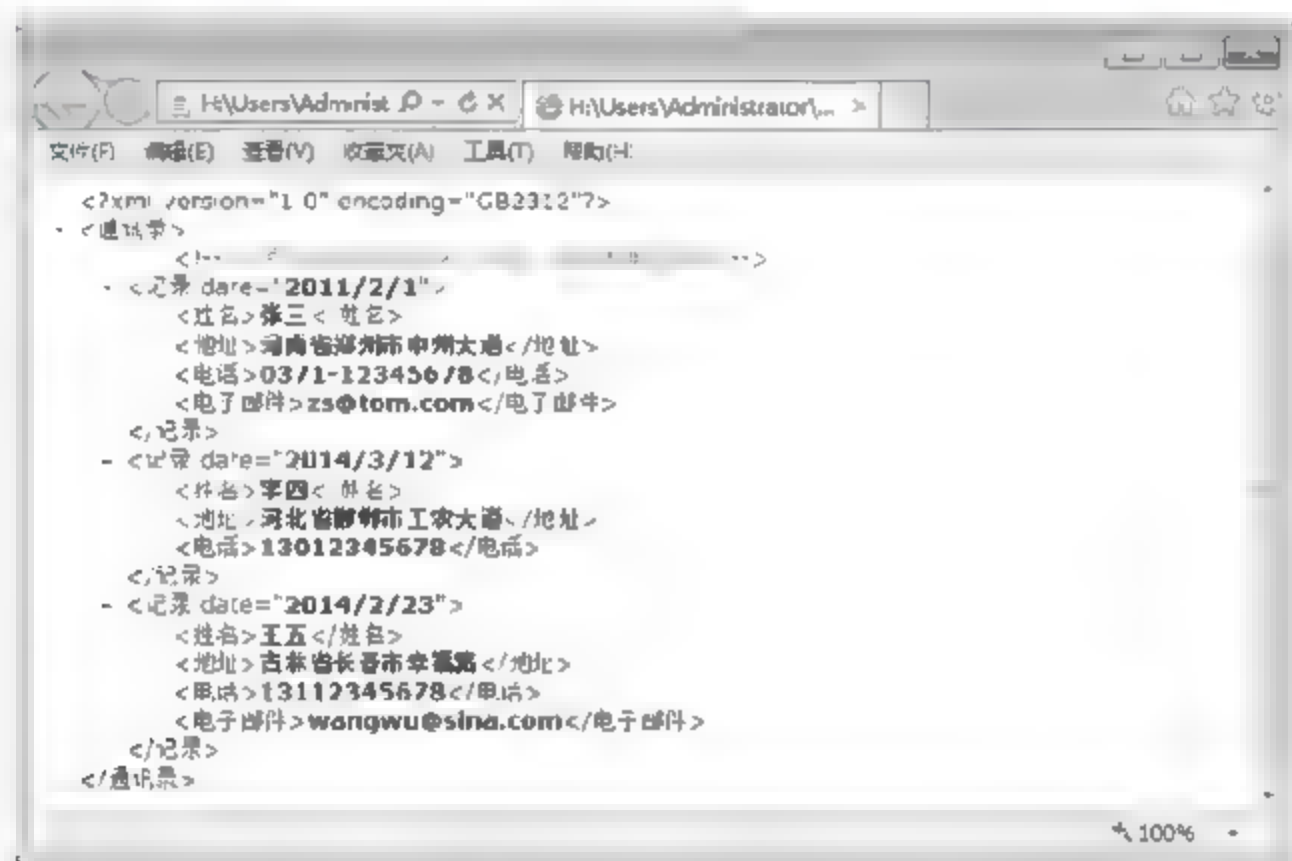 H:\Users\Administ
H:\Users\Administrator\...
文件(F) 编辑(E) 查看(V) 收藏夹(A) 工具(T) 帮助(H)
<?xml version="1.0" encoding="GB2312"?>
- <通讯录>
<!-- -->
- <记录 date="2011/2/1">
<姓名>张三</姓名>
<地址>河南省郑州市中州大道</地址>
<电话>0371-12345678</电话>
<电子邮件>zs@tom.com</电子邮件>
</记录>
- <记录 date="2014/3/12">
<姓名>李四</姓名>
<地址>河北省邯郸市工农大道</地址>
<电话>13012345678</电话>
</记录>
- <记录 date="2014/2/23">
<姓名>王五</姓名>
<地址>吉林省长春市幸福路</地址>
<电话>13112345678</电话>
<电子邮件>wangwu@sina.com</电子邮件>
</记录>
</通讯录>
100%